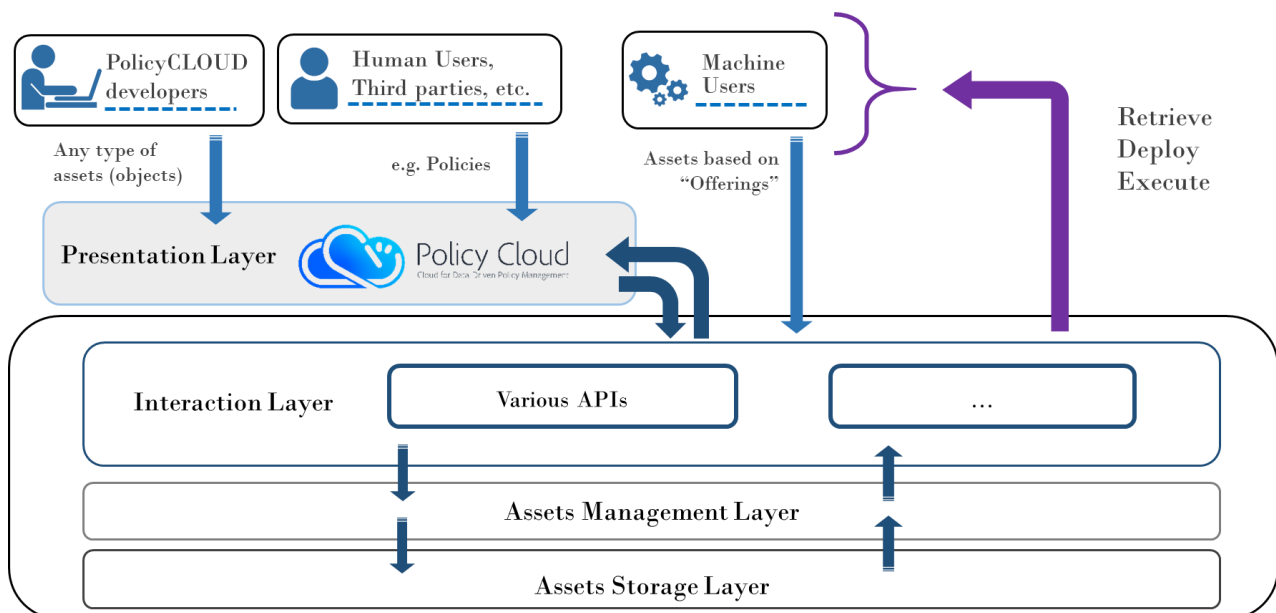 PolicyCLOUD
developers
Human Users,
Third parties, etc.
Machine
Users
Retrieve
Deploy
Execute
Any type of
assets (objects)
e.g. Policies
Assets based on
“Offerings”
Presentation Layer
Policy Cloud
Cloud for Data Driven Policy Management
Interaction Layer
Various APIs
...
Assets Management Layer
Assets Storage Layer